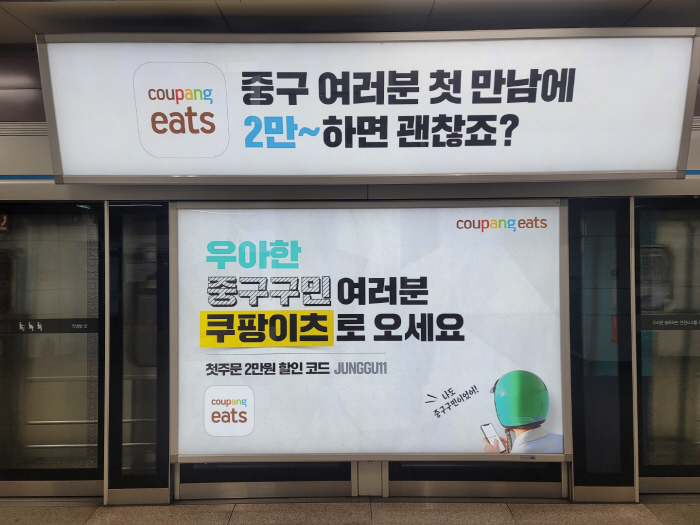 coupang
eats
중구 여러분 첫 만남에
2만~하면 괜찮죠?
coupang eats
우아한
중구구민 여러분
쿠팡이츠로 오세요
첫주문 2만원 할인 코드 JUNGGU11
coupang
eats
나도
중구구민이었어!